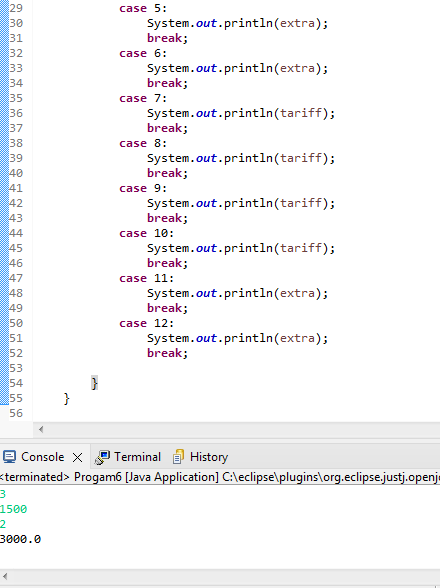 29 case 5:
30 System.out.println(extra);
31 break;
32 case 6:
33 System.out.println(extra);
34 break;
35 case 7:
36 System.out.println(tariff);
37 break;
38 case 8:
39 System.out.println(tariff);
40 break;
41 case 9:
42 System.out.println(tariff);
43 break;
44 case 10:
45 System.out.println(tariff);
46 break;
47 case 11:
48 System.out.println(extra);
49 break;
50 case 12:
51 System.out.println(extra);
52 break;
53
54 }
55 }
56
Console Terminal History
<terminated> Progam6 [Java Application] C:\eclipse\plugins\org.eclipse.justj.openj
3
1500
2
3000.0